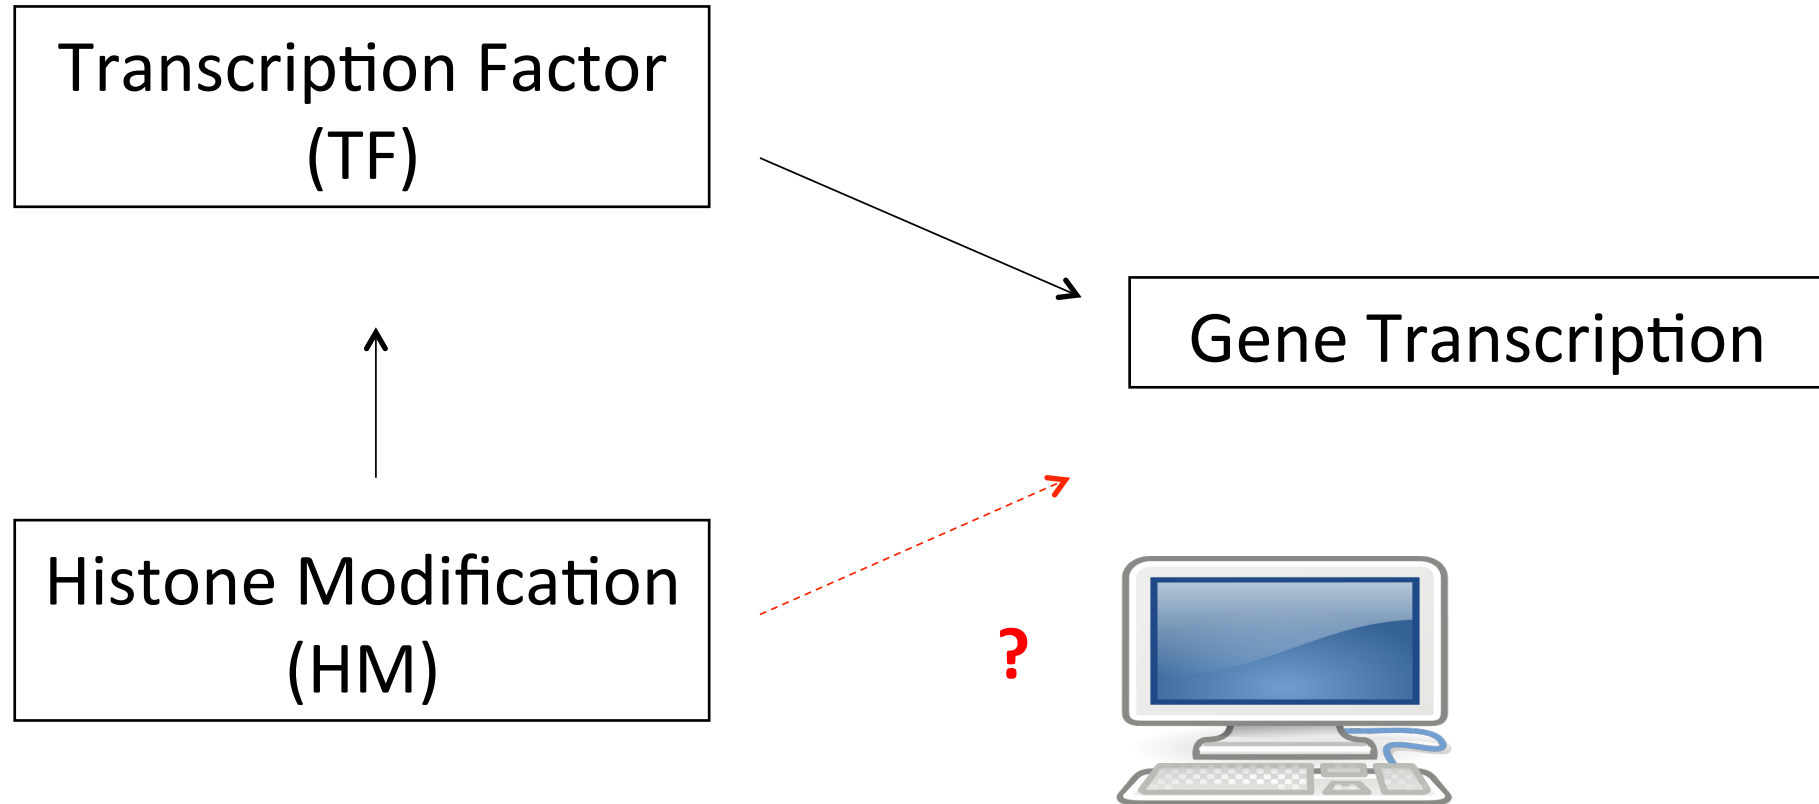 Transcription Factor
(TF)
Gene Transcription
Histone Modification
(HM)
?